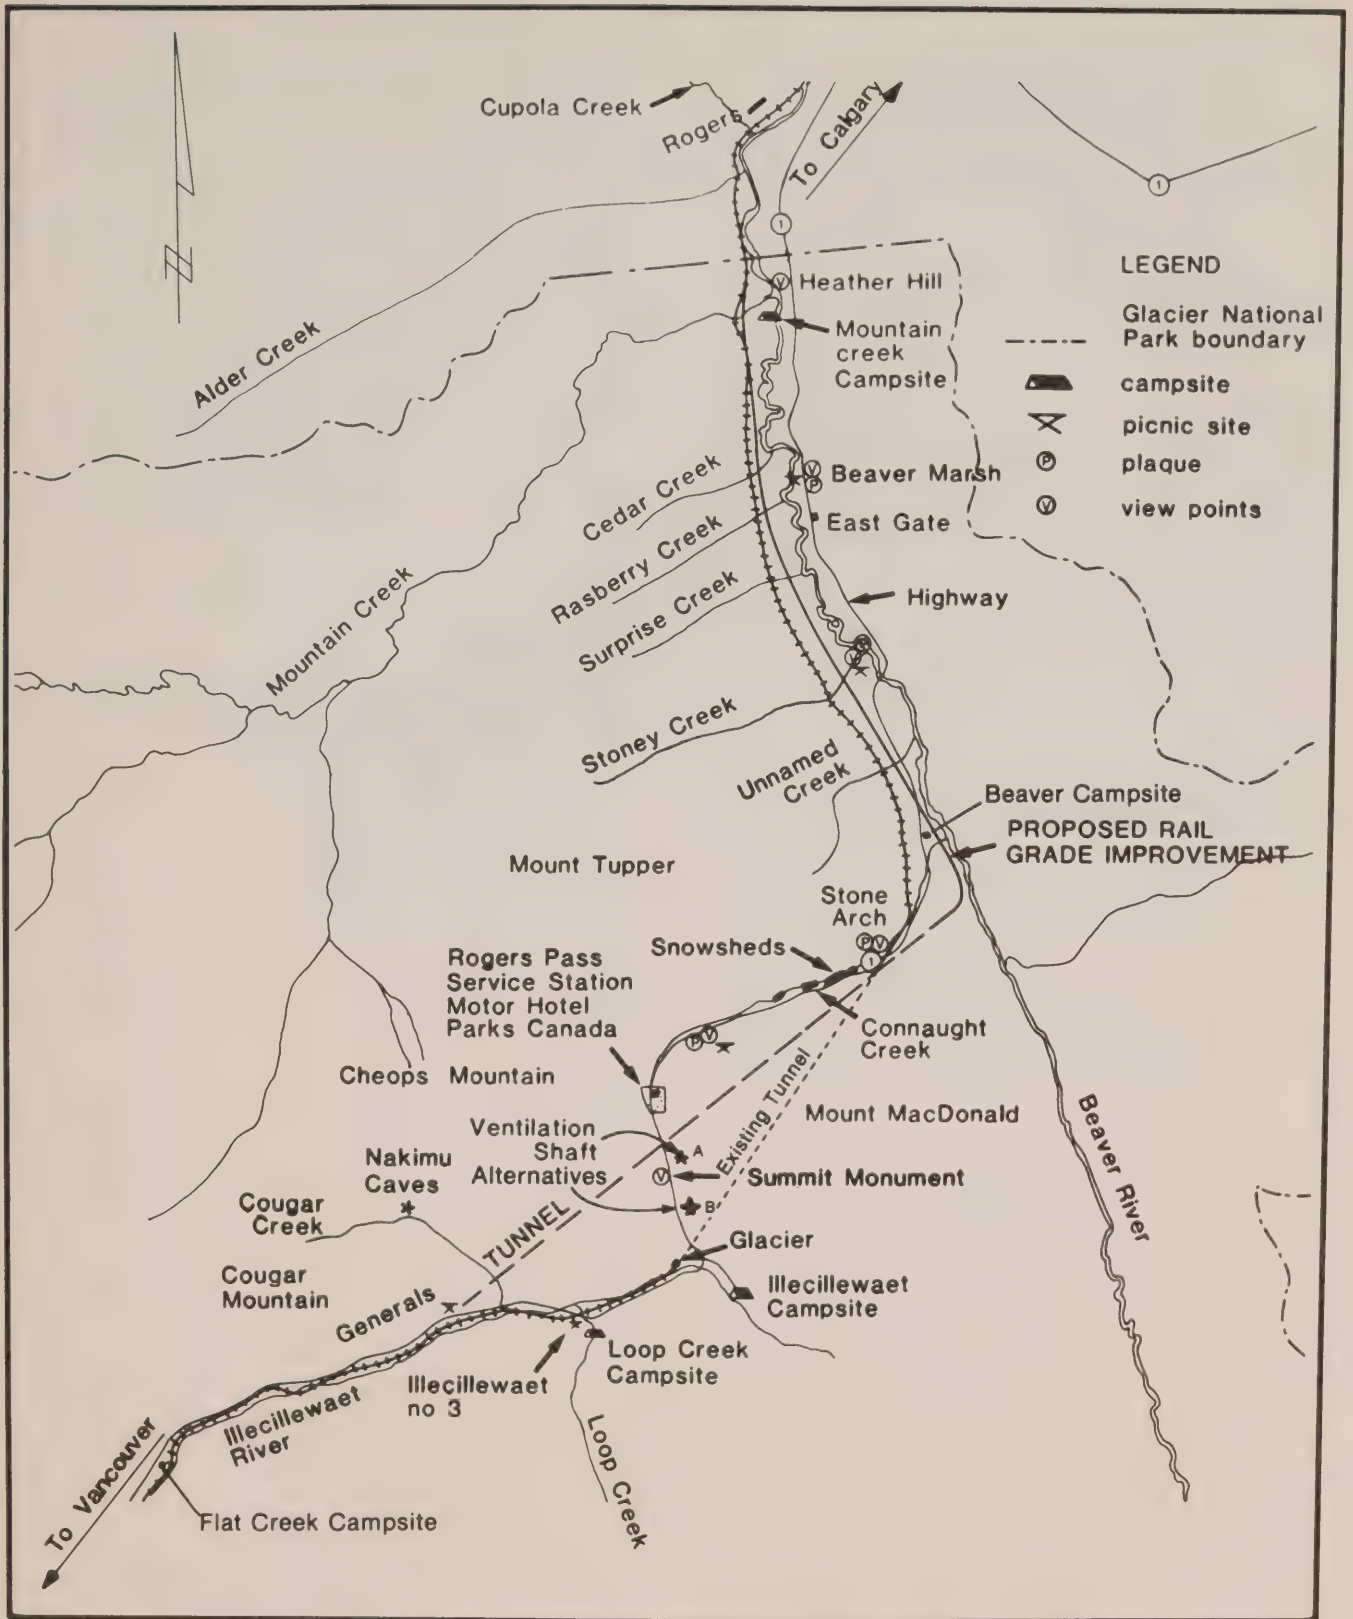 Cupola Creek
Rogers
To Calgary
1
1
LEGEND
Glacier National
Park boundary
campsite
picnic site
P plaque
V view points
N
V Heather Hill
Mountain
creek
Campsite
Alder Creek
Cedar Creek
V
P
Beaver Marsh
East Gate
Rasberry Creek
Surprise Creek
Highway
Mountain Creek
V
Stoney Creek
Unnamed
Creek
Beaver Campsite
PROPOSED RAIL
GRADE IMPROVEMENT
Mount Tupper
Stone
Arch
P V
1
Snowsheds
Rogers Pass
Service Station
Motor Hotel
Parks Canada
P V
Connaught
Creek
Cheops Mountain
Existing Tunnel
Mount MacDonald
Beaver River
Ventilation
Shaft
Alternatives
A
V
Summit Monument
B
Nakimu
Caves
Cougar
Creek
TUNNEL
Glacier
Cougar
Mountain
Generals
Illecillewaet
Campsite
Loop Creek
Campsite
Illecillewaet
no 3
Illecillewaet
River
Loop Creek
To Vancouver
Flat Creek Campsite